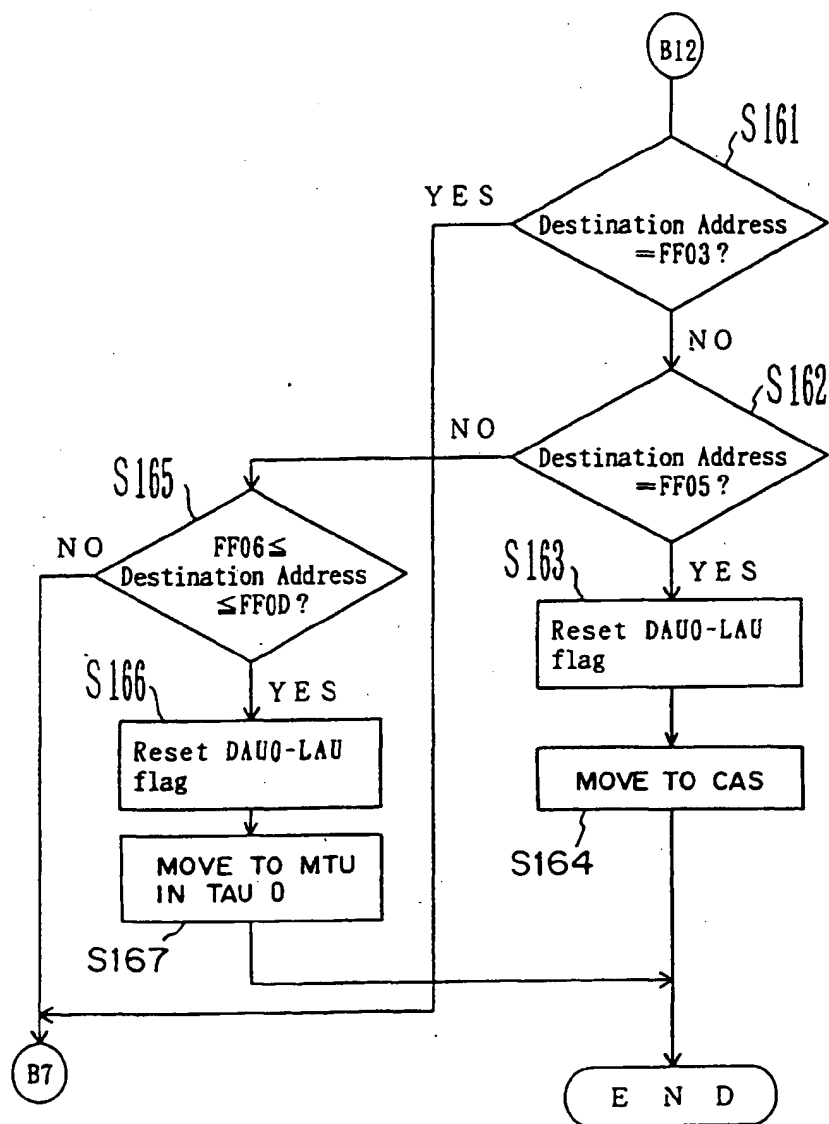 B12
S161
YES
Destination Address
=FF03?
NO
S162
NO
Destination Address
=FF05?
S165
NO
FF06≦
Destination Address
≦FF0D?
S163
YES
Reset DAU0-LAU
flag
S166
YES
Reset DAU0-LAU
flag
MOVE TO CAS
S164
MOVE TO MTU
IN TAU 0
S167
B7
E N D